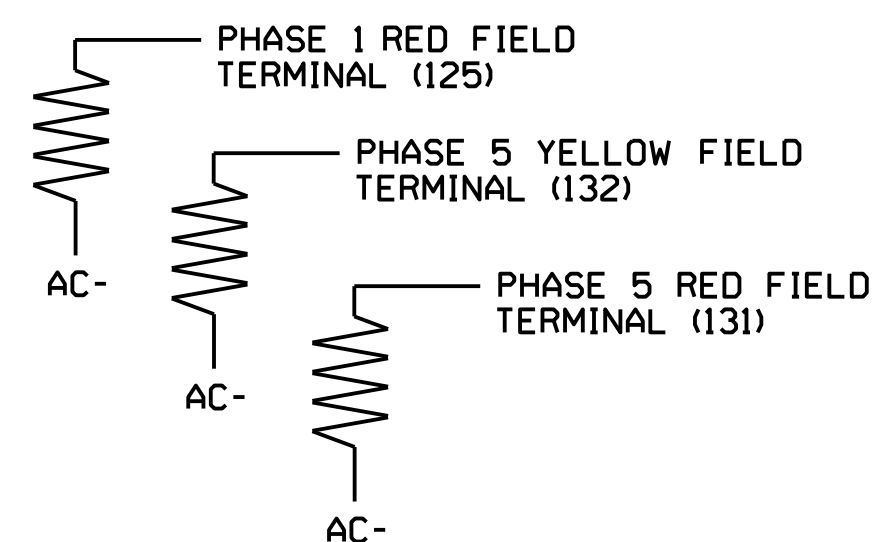 PHASE 1 RED FIELD
TERMINAL (125)
PHASE 5 YELLOW FIELD
TERMINAL (132)
AC-
PHASE 5 RED FIELD
TERMINAL (131)
AC-
AC-